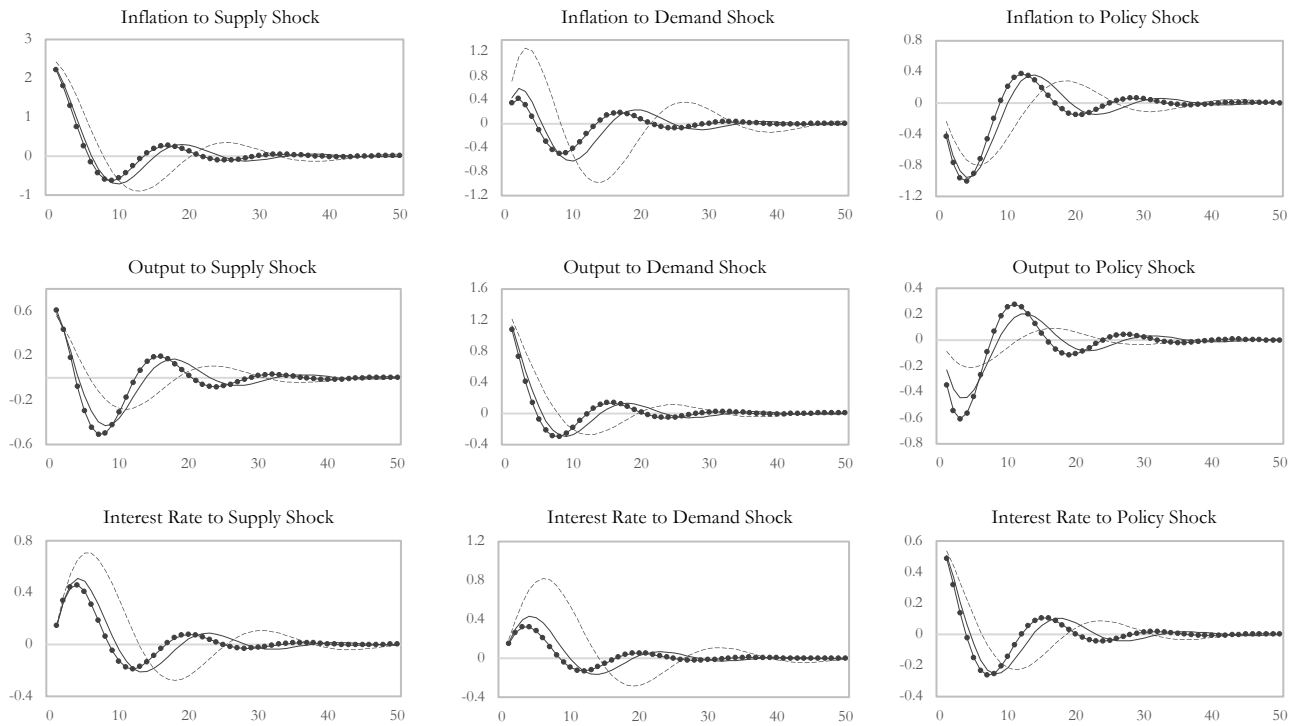 Inflation to Supply Shock
3
2
1
0
-1
0 10 20 30 40 50
Inflation to Demand Shock
1.2
0.8
0.4
0
-0.4
-0.8
-1.2
0 10 20 30 40 50
Inflation to Policy Shock
0.8
0.4
0
-0.4
-0.8
-1.2
0 10 20 30 40 50
Output to Supply Shock
0.6
0.2
-0.2
-0.6
0 10 20 30 40 50
Output to Demand Shock
1.6
1.2
0.8
0.4
0
-0.4
0 10 20 30 40 50
Output to Policy Shock
0.4
0.2
0
-0.2
-0.4
-0.6
-0.8
0 10 20 30 40 50
Interest Rate to Supply Shock
0.8
0.4
0
-0.4
0 10 20 30 40 50
Interest Rate to Demand Shock
1.2
0.8
0.4
0
-0.4
0 10 20 30 40 50
Interest Rate to Policy Shock
0.6
0.4
0.2
0
-0.2
-0.4
0 10 20 30 40 50